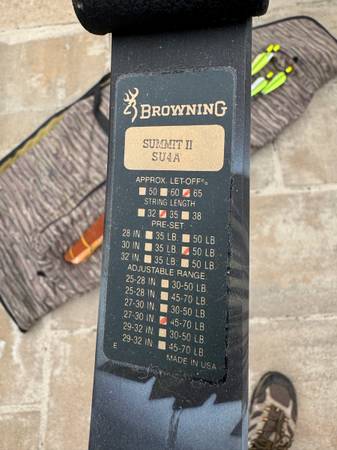 BROWNING
SUMMIT II
SU4A
APPROX. LET-OFF%
50 60 65
STRING LENGTH
32 35 38
PRE-SET:
28 IN. 35 LB. 50 LB.
30 IN. 35 LB. 50 LB.
32 IN. 35 LB. 50 LB.
ADJUSTABLE RANGE:
25-28 IN. 30-50 LB.
25-28 IN. 45-70 LB.
27-30 IN. 30-50 LB.
27-30 IN. 45-70 LB.
29-32 IN. 30-50 LB.
29-32 IN. 45-70 LB.
E MADE IN USA